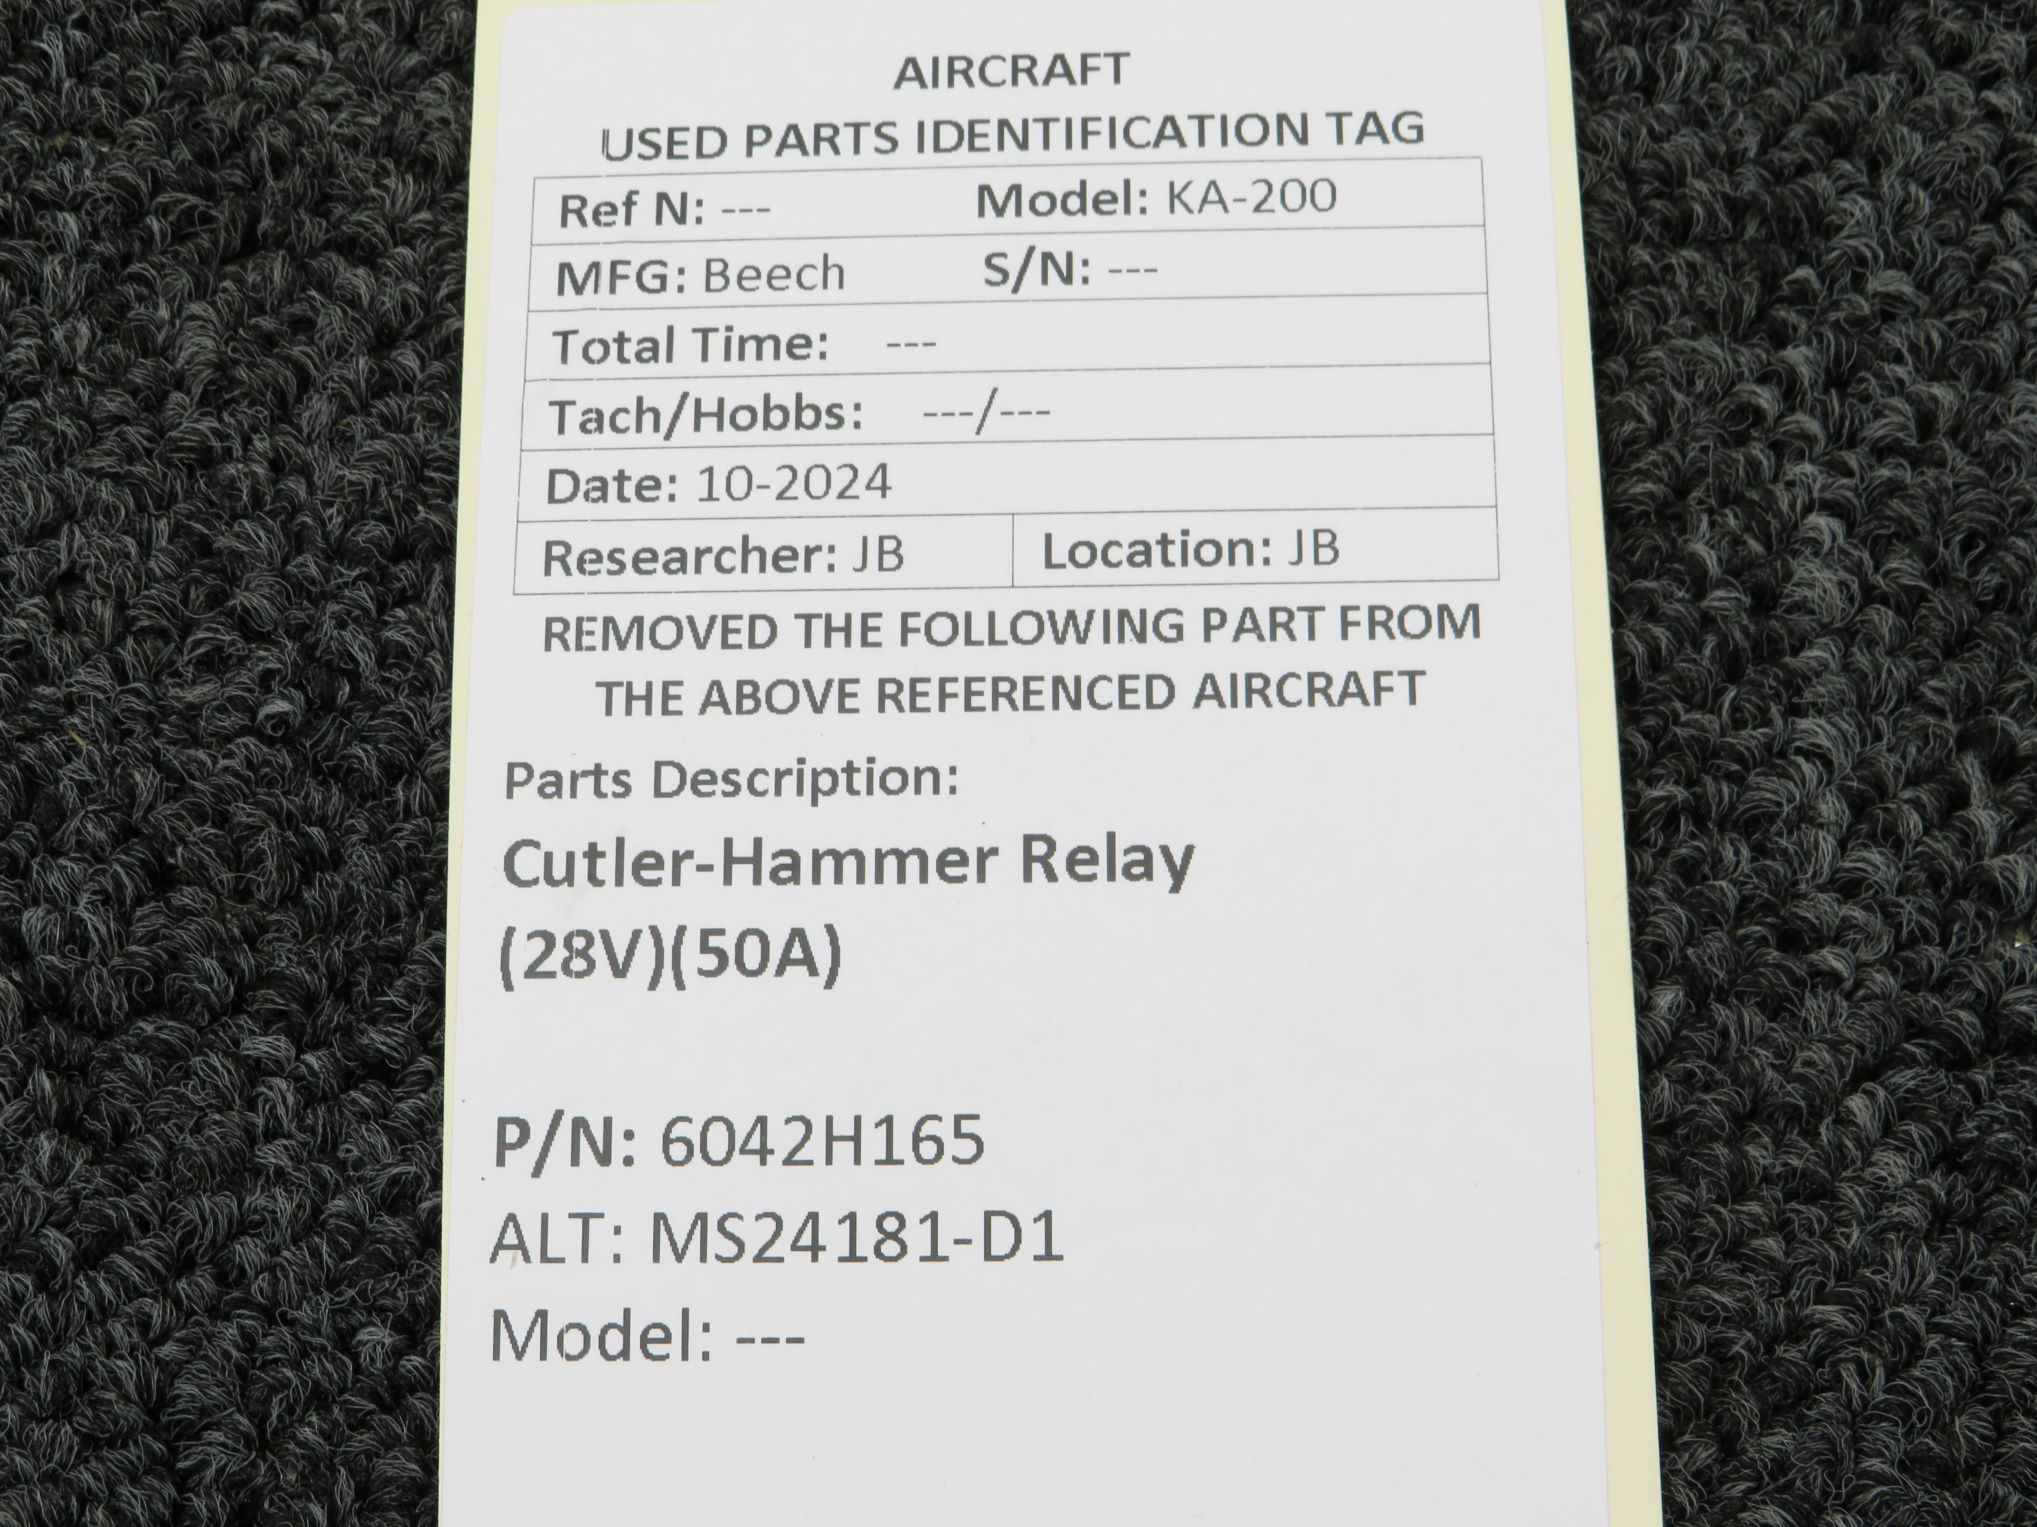 AIRCRAFT
USED PARTS IDENTIFICATION TAG
Ref N: --- Model: KA-200
MFG: Beech S/N: ---
Total Time: ---
Tach/Hobbs: ---/---
Date: 10-2024
Researcher: JB Location: JB
REMOVED THE FOLLOWING PART FROM
THE ABOVE REFERENCED AIRCRAFT
Parts Description:
Cutler-Hammer Relay
(28V)(50A)
P/N: 6042H165
ALT: MS24181-D1
Model: ---